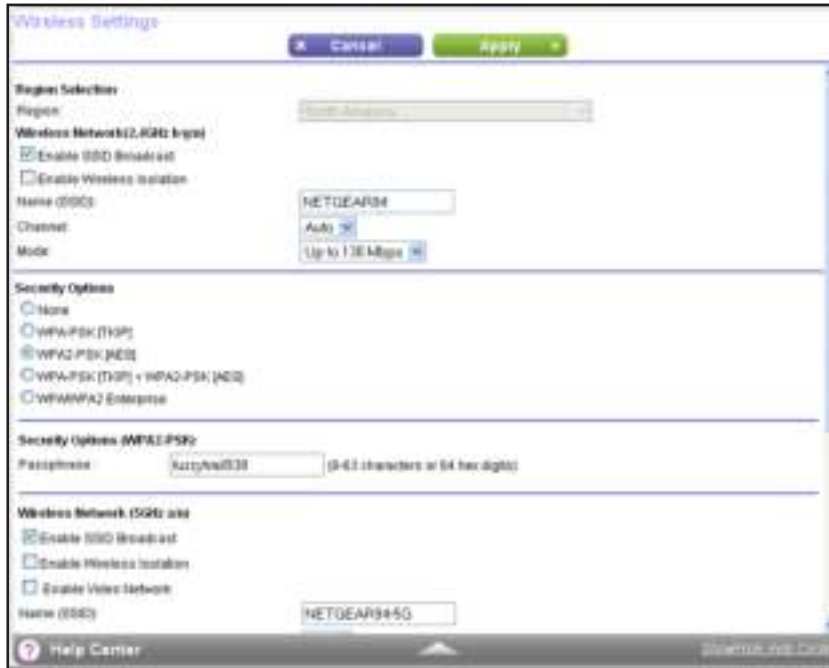 Wireless Settings
Cancel Apply
Region Selection
Region: North America
Wireless Network(2.4GHz b/g/n)
Enable SSID Broadcast
Enable Wireless Isolation
Name (SSID): NETGEAR94
Channel: Auto
Mode: Up to 130 Mbps
Security Options
None
WPA-PSK [TKIP]
WPA2-PSK [AES]
WPA-PSK [TKIP] + WPA2-PSK [AES]
WPA/WPA2 Enterprise
Security Options (WPA2-PSK)
Passphrase: (8-63 characters or 64 hex digits)
Wireless Network (5GHz a/n)
Enable SSID Broadcast
Enable Wireless Isolation
Enable Video Network
Name (SSID): NETGEAR94-5G
Help Center